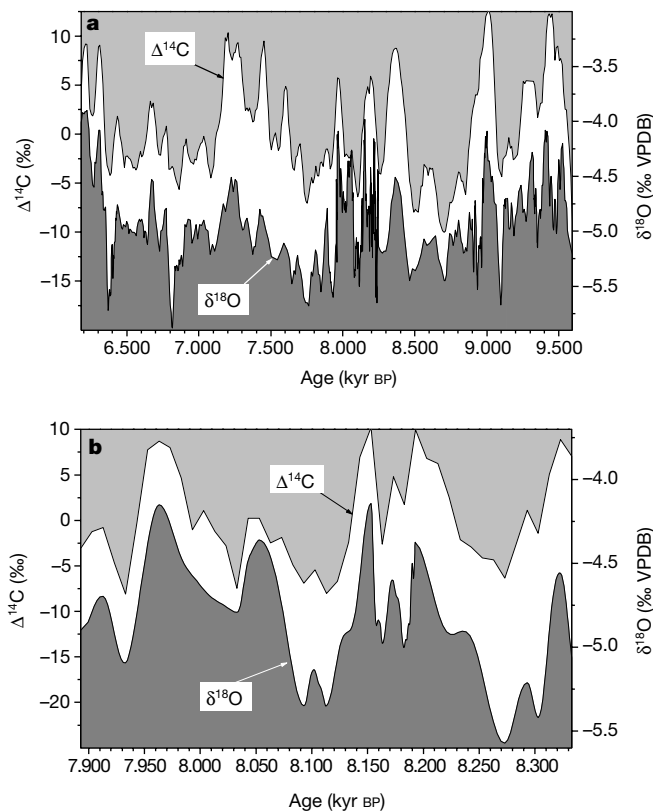 a
Δ14C
10
5
0
−5
−10
−15
Δ14C (‰)
−3.5
−4.0
−4.5
−5.0
−5.5
δ18O (‰ VPDB)
δ18O
6.500 7.000 7.500 8.000 8.500 9.000 9.500
Age (kyr BP)
b
Δ14C
10
5
0
−5
−10
−15
−20
Δ14C (‰)
−4.0
−4.5
−5.0
−5.5
δ18O (‰ VPDB)
δ18O
7.900 7.950 8.000 8.050 8.100 8.150 8.200 8.250 8.300
Age (kyr BP)